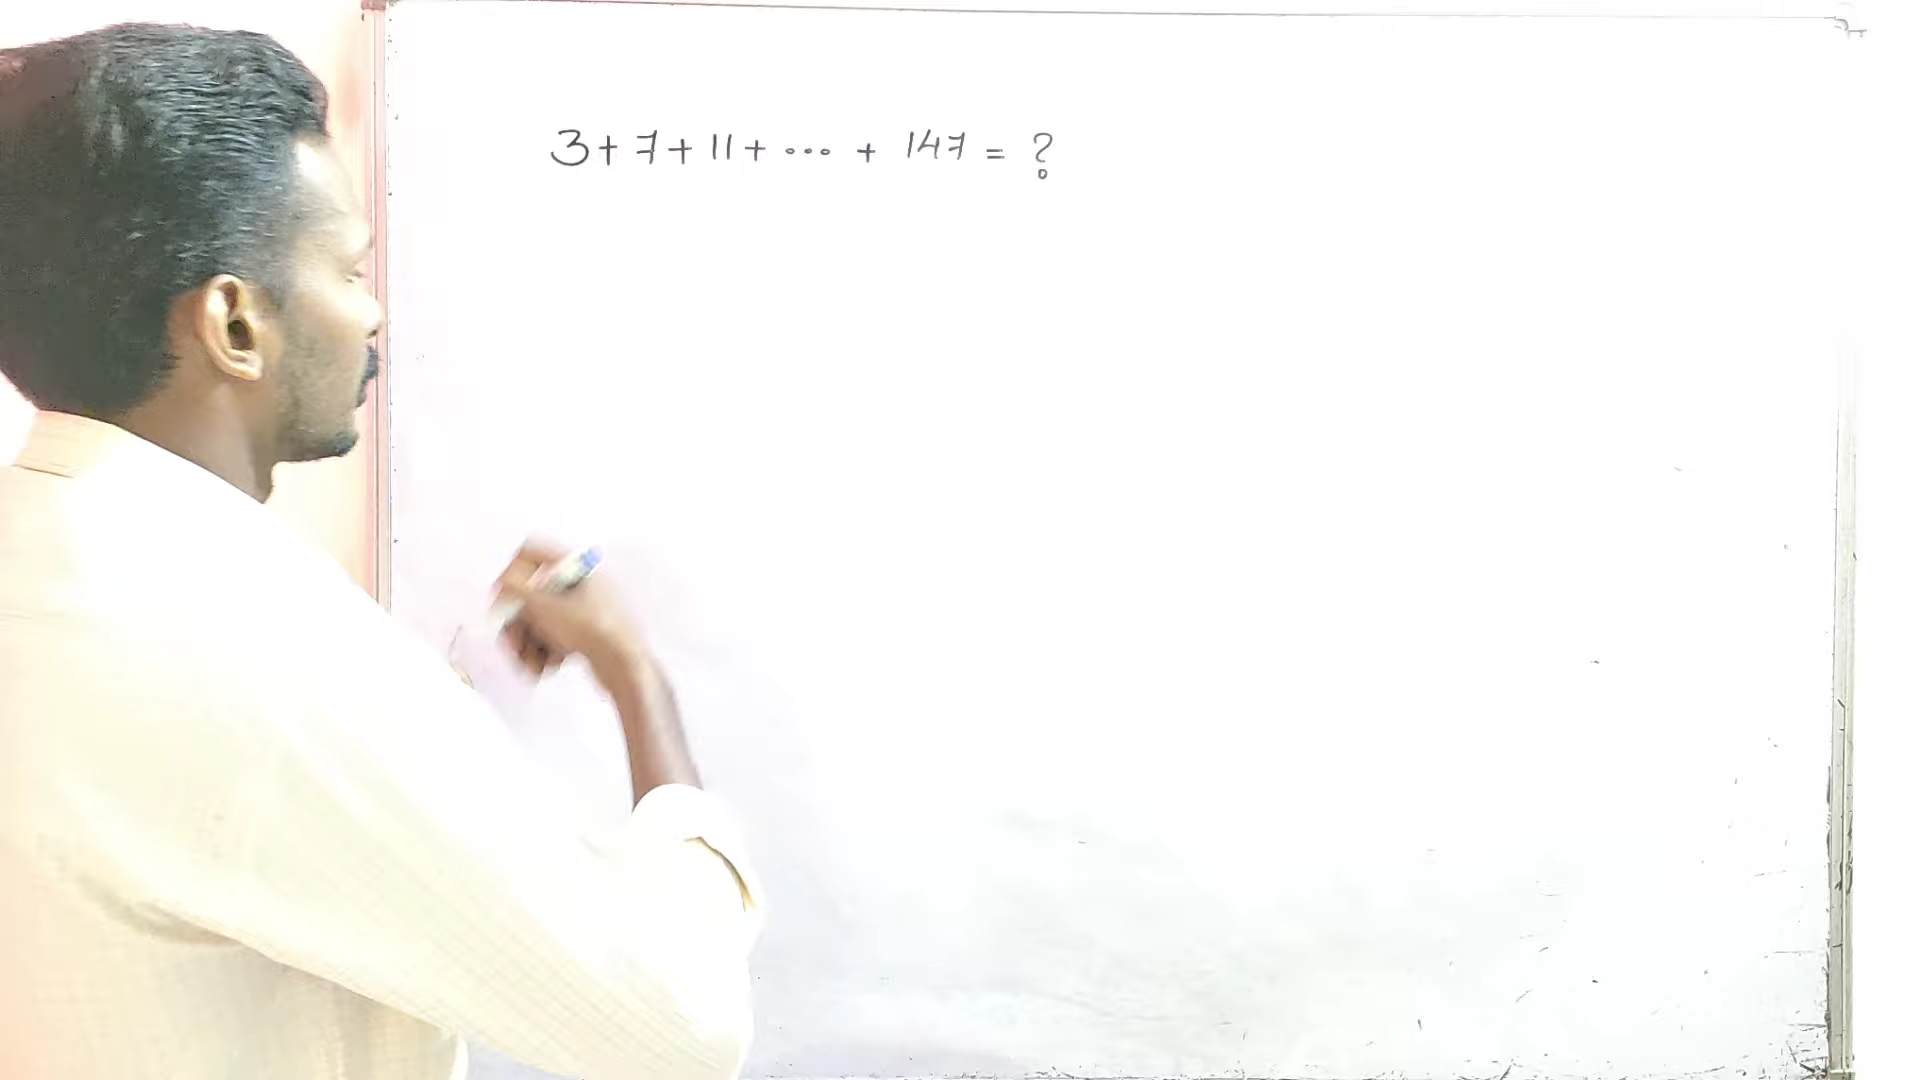 3 + 7 + 11 + ... + 147 = ?